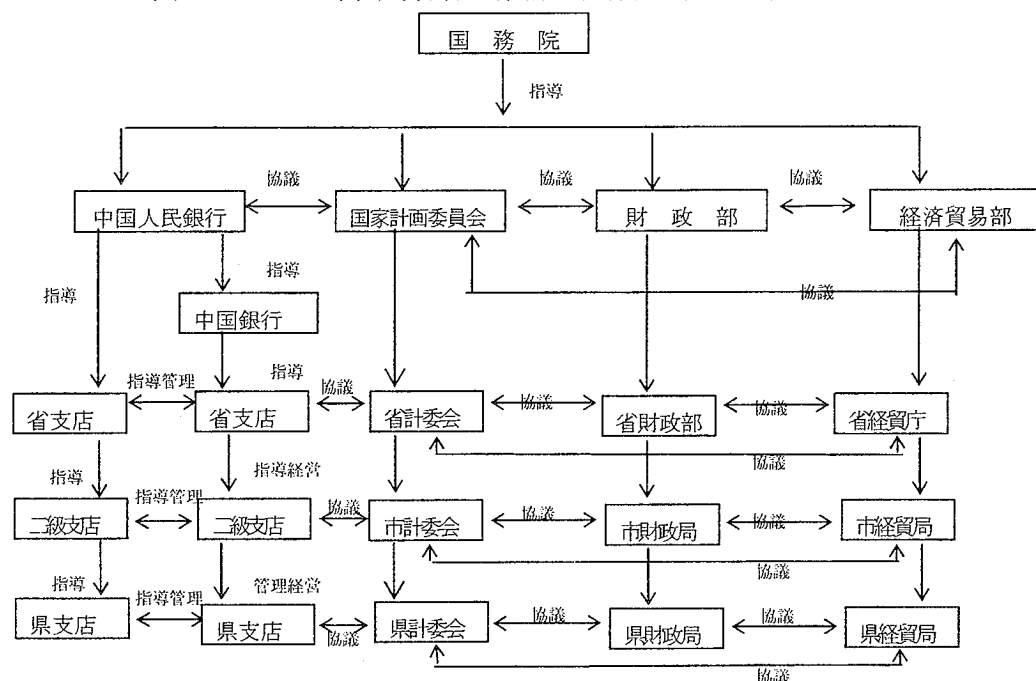 国務院
指導
協議
協議
協議
中国人民銀行
国家計画委員会
財政部
経済貿易部
指導
指導
協議
中国銀行
指導管理
指導
協議
協議
協議
省支店
省支店
省計委会
省財政部
省経貿庁
協議
指導
指導管理
指導経営
協議
協議
協議
二級支店
二級支店
市計委会
市財政局
市経貿局
協議
指導
指導管理
管理経営
協議
協議
協議
県支店
県支店
県計委会
県財政局
県経貿局
協議